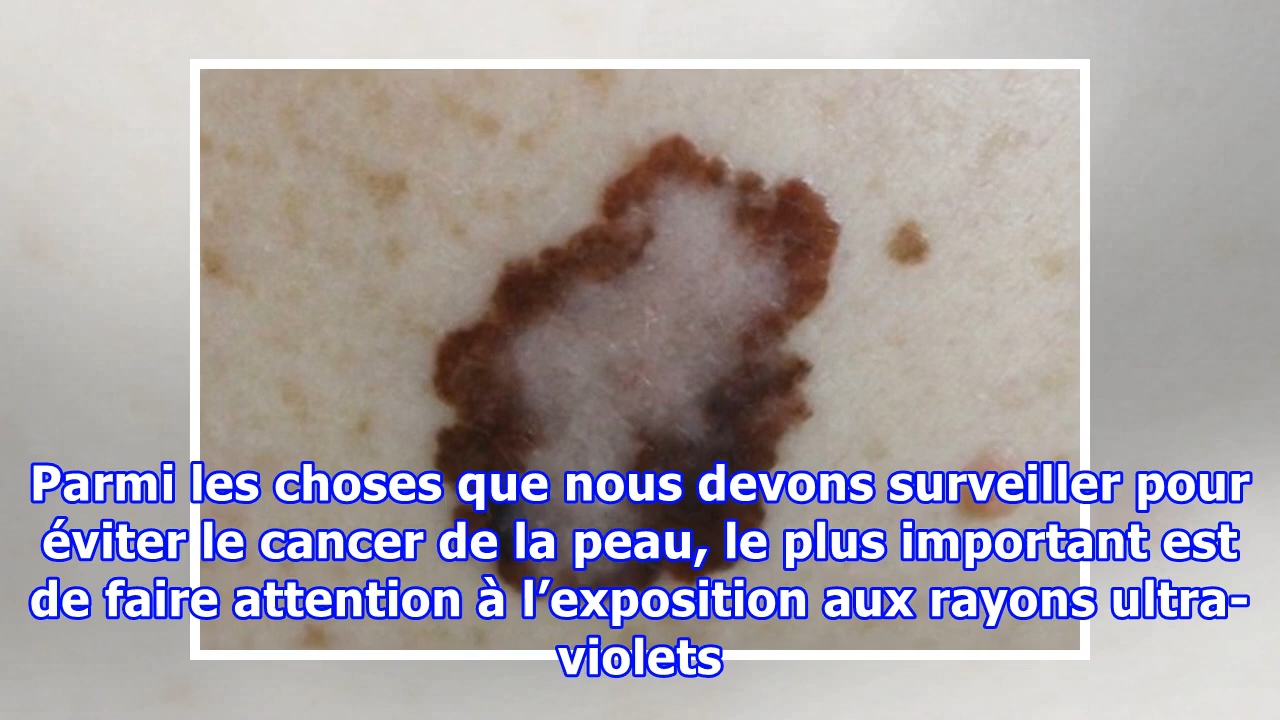 Parmi les choses que nous devons surveiller pour
éviter le cancer de la peau, le plus important est
de faire attention à l’exposition aux rayons ultra-
violets